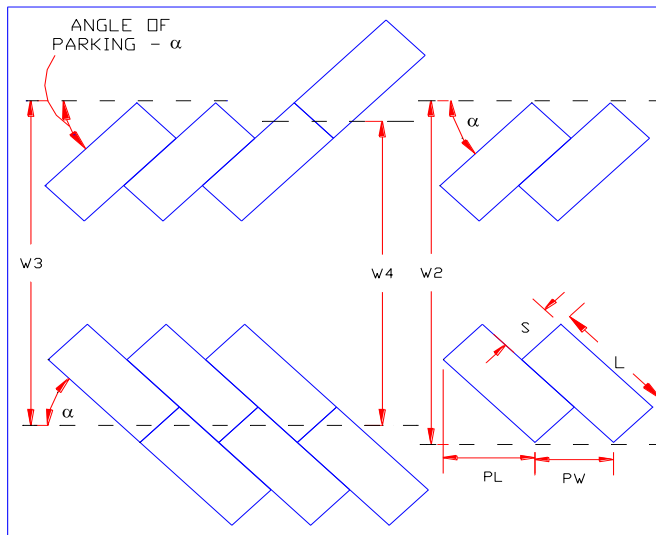 ANGLE OF
PARKING - α
α
W3
W4
W2
S
L
α
PL
PW